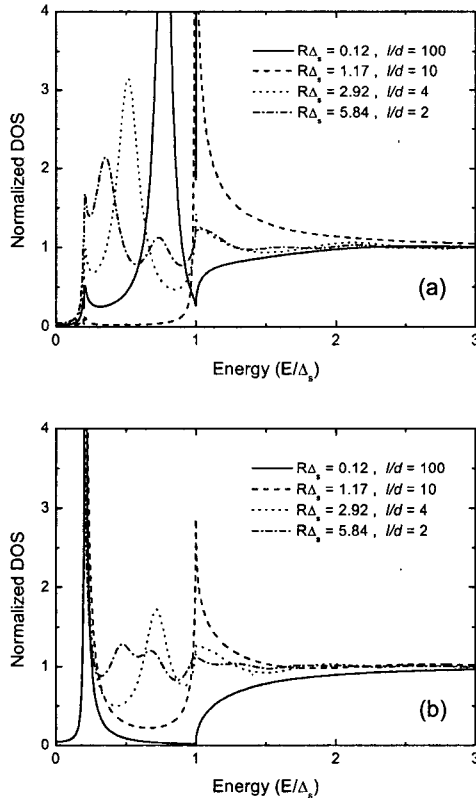 4
3
2
1
0
Normalized DOS
RΔₛ = 0.12 , l/d = 100
RΔₛ = 1.17 , l/d = 10
RΔₛ = 2.92 , l/d = 4
RΔₛ = 5.84 , l/d = 2
(a)
0 1 2 3
Energy (E/Δₛ)
4
3
2
1
0
Normalized DOS
RΔₛ = 0.12 , l/d = 100
RΔₛ = 1.17 , l/d = 10
RΔₛ = 2.92 , l/d = 4
RΔₛ = 5.84 , l/d = 2
(b)
0 1 2 3
Energy (E/Δₛ)